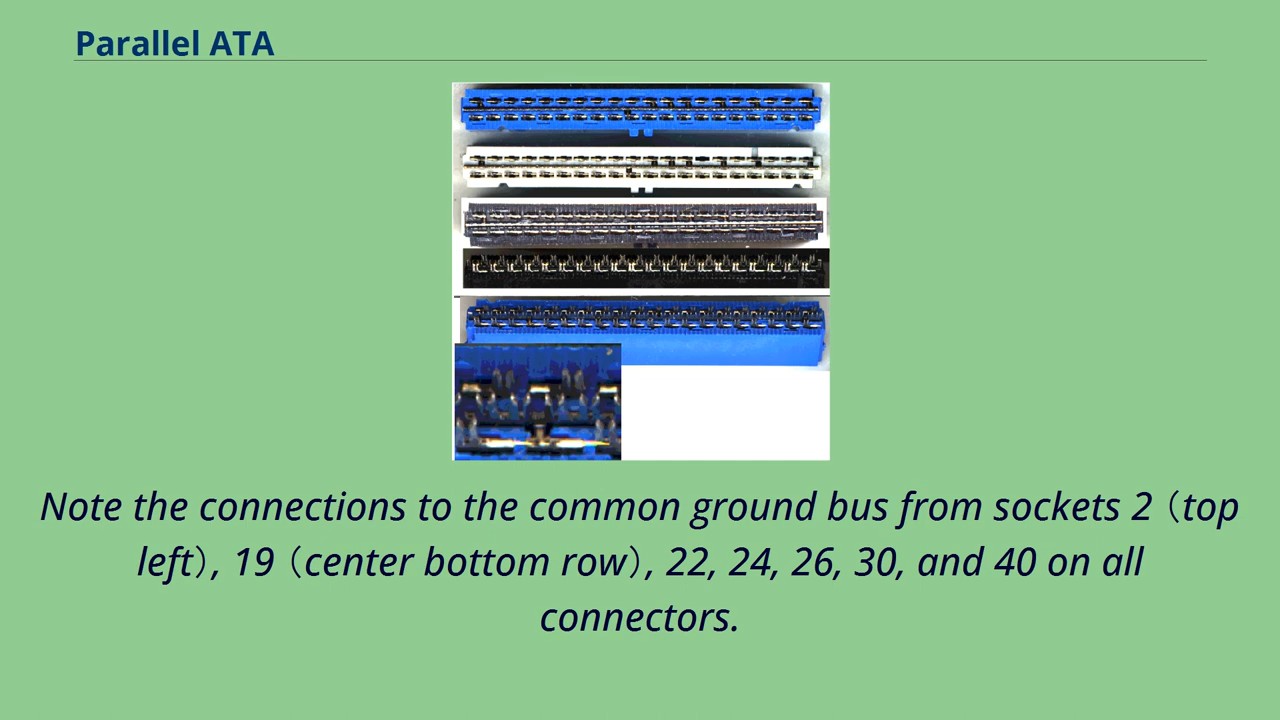 Parallel ATA
Note the connections to the common ground bus from sockets 2（top
left）, 19（center bottom row）, 22, 24, 26, 30, and 40 on all
connectors.